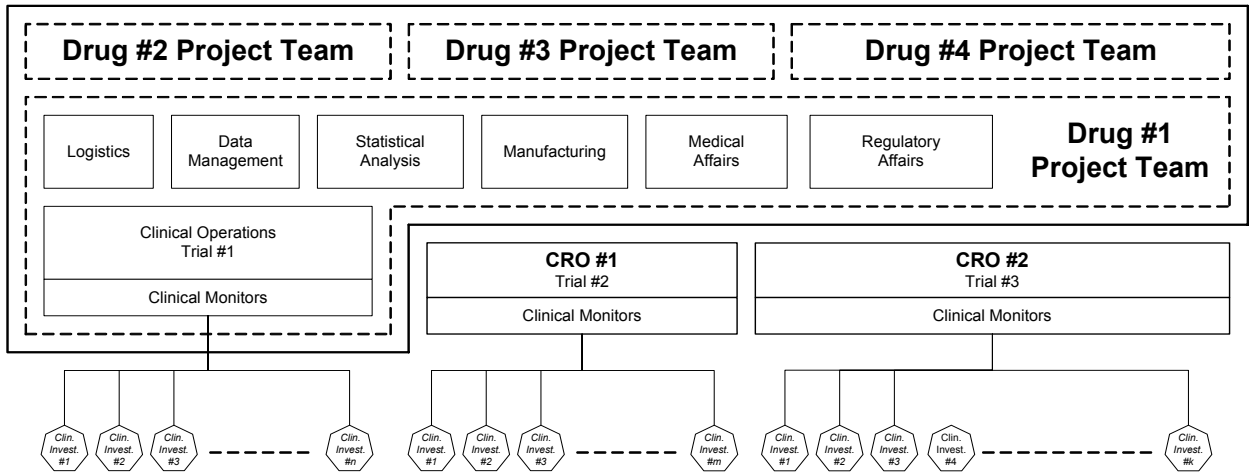 Drug #2 Project Team
Drug #3 Project Team
Drug #4 Project Team
Logistics
Data
Management
Statistical
Analysis
Manufacturing
Medical
Affairs
Regulatory
Affairs
Drug #1
Project Team
Clinical Operations
Trial #1
Clinical Monitors
CRO #1
Trial #2
Clinical Monitors
CRO #2
Trial #3
Clinical Monitors
Clin.
Invest.
#1
Clin.
Invest.
#2
Clin.
Invest.
#3
Clin.
Invest.
#n
Clin.
Invest.
#1
Clin.
Invest.
#2
Clin.
Invest.
#3
Clin.
Invest.
#m
Clin.
Invest.
#1
Clin.
Invest.
#2
Clin.
Invest.
#3
Clin.
Invest.
#4
Clin.
Invest.
#k